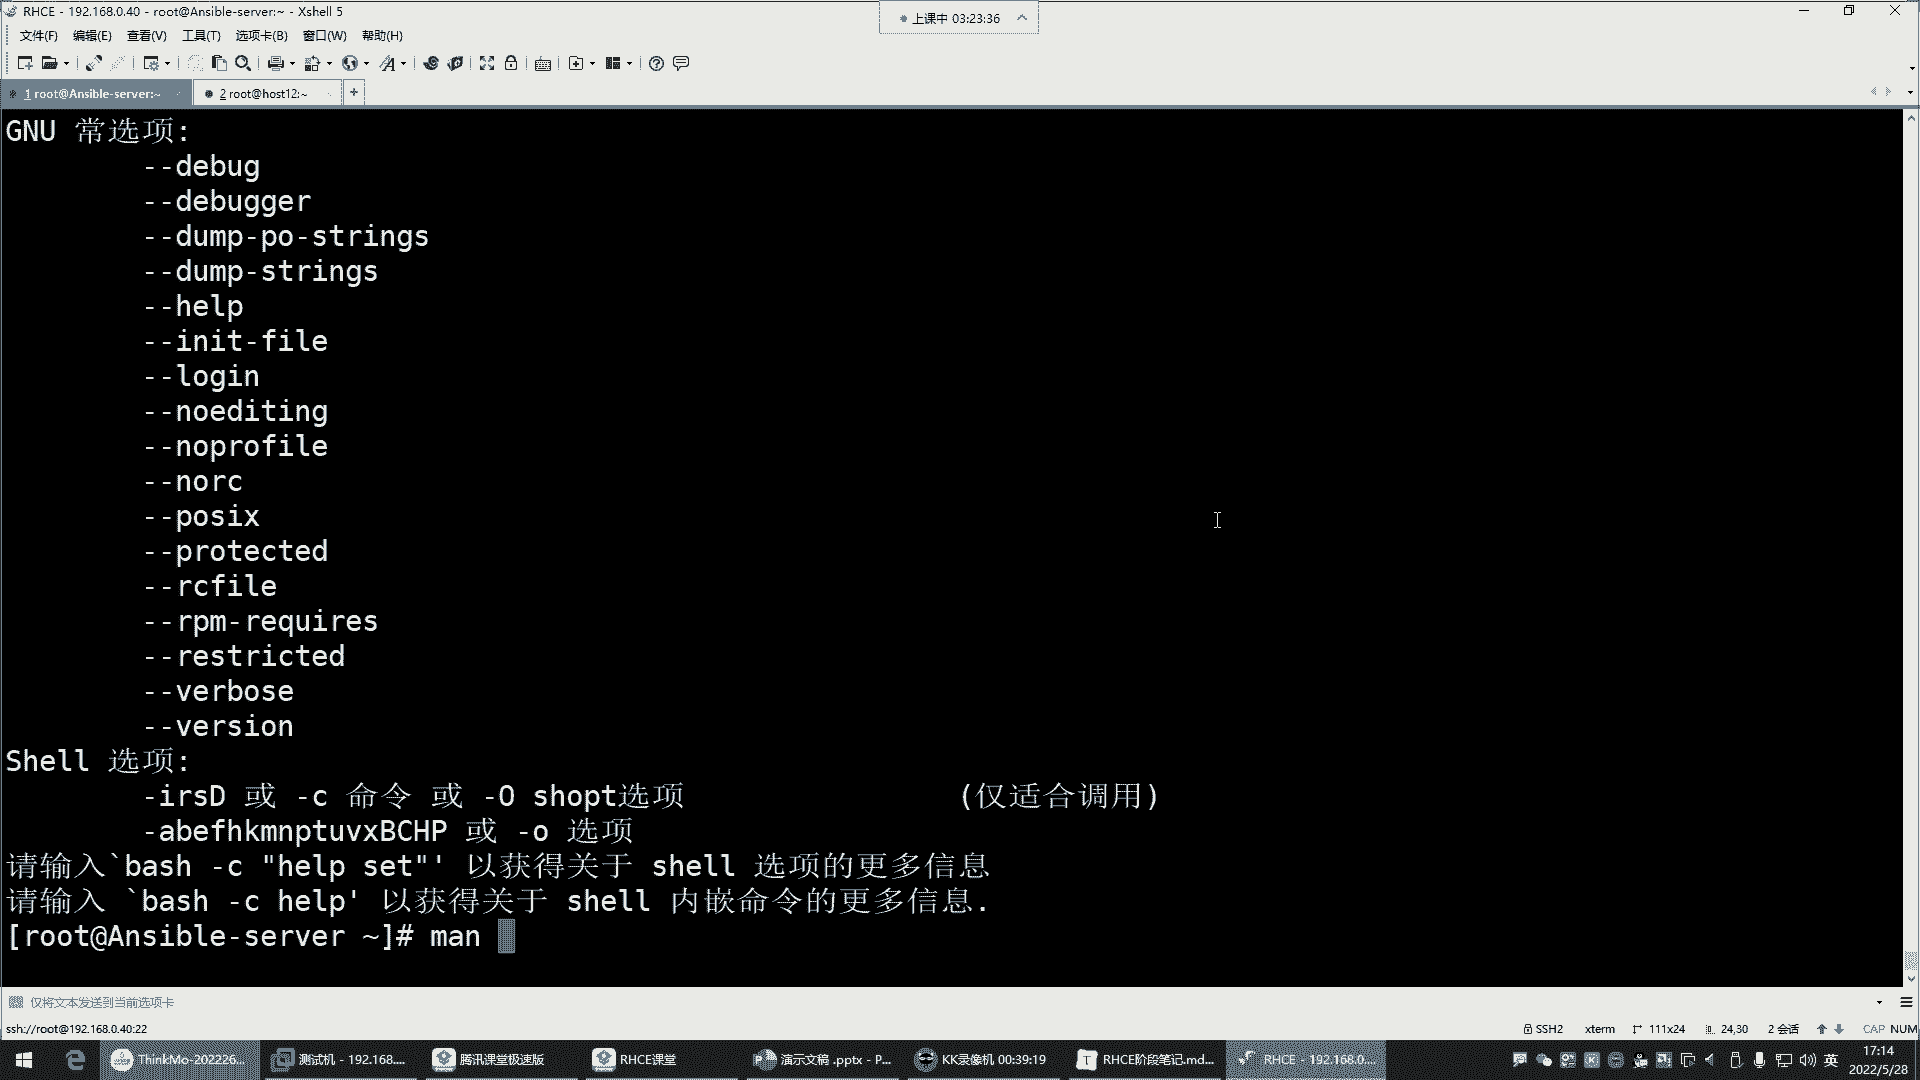 RHCE - 192.168.0.40 - root@Ansible-server:~ - Xshell 5
上课中 03:23:36
文件(F) 编辑(E) 查看(V) 工具(T) 选项卡(B) 窗口(W) 帮助(H)
1 root@Ansible-server:~ 2 root@host12:~ +
GNU 常选项:
--debug
--debugger
--dump-po-strings
--dump-strings
--help
--init-file
--login
--noediting
--noprofile
--norc
--posix
--protected
--rcfile
--rpm-requires
--restricted
--verbose
--version
Shell 选项:
-irsD 或 -c 命令 或 -O shopt选项 (仅适合调用)
-abefhkmnptuvxBCHP 或 -o 选项
请输入`bash -c "help set"' 以获得关于 shell 选项的更多信息
请输入 `bash -c help' 以获得关于 shell 内嵌命令的更多信息.
[root@Ansible-server ~]# man
仅将文本发送到当前选项卡
ssh://root@192.168.0.40:22 SSH2 xterm 111x24 24,30 2 会话 CAP NUM
ThinkMo-202226... 测试机 - 192.168.... 腾讯课堂极速版 RHCE课堂 演示文稿 .pptx - P... KK录像机 00:39:19 RHCE阶段笔记.md... RHCE - 192.168.0.... 英 17:14
2022/5/28